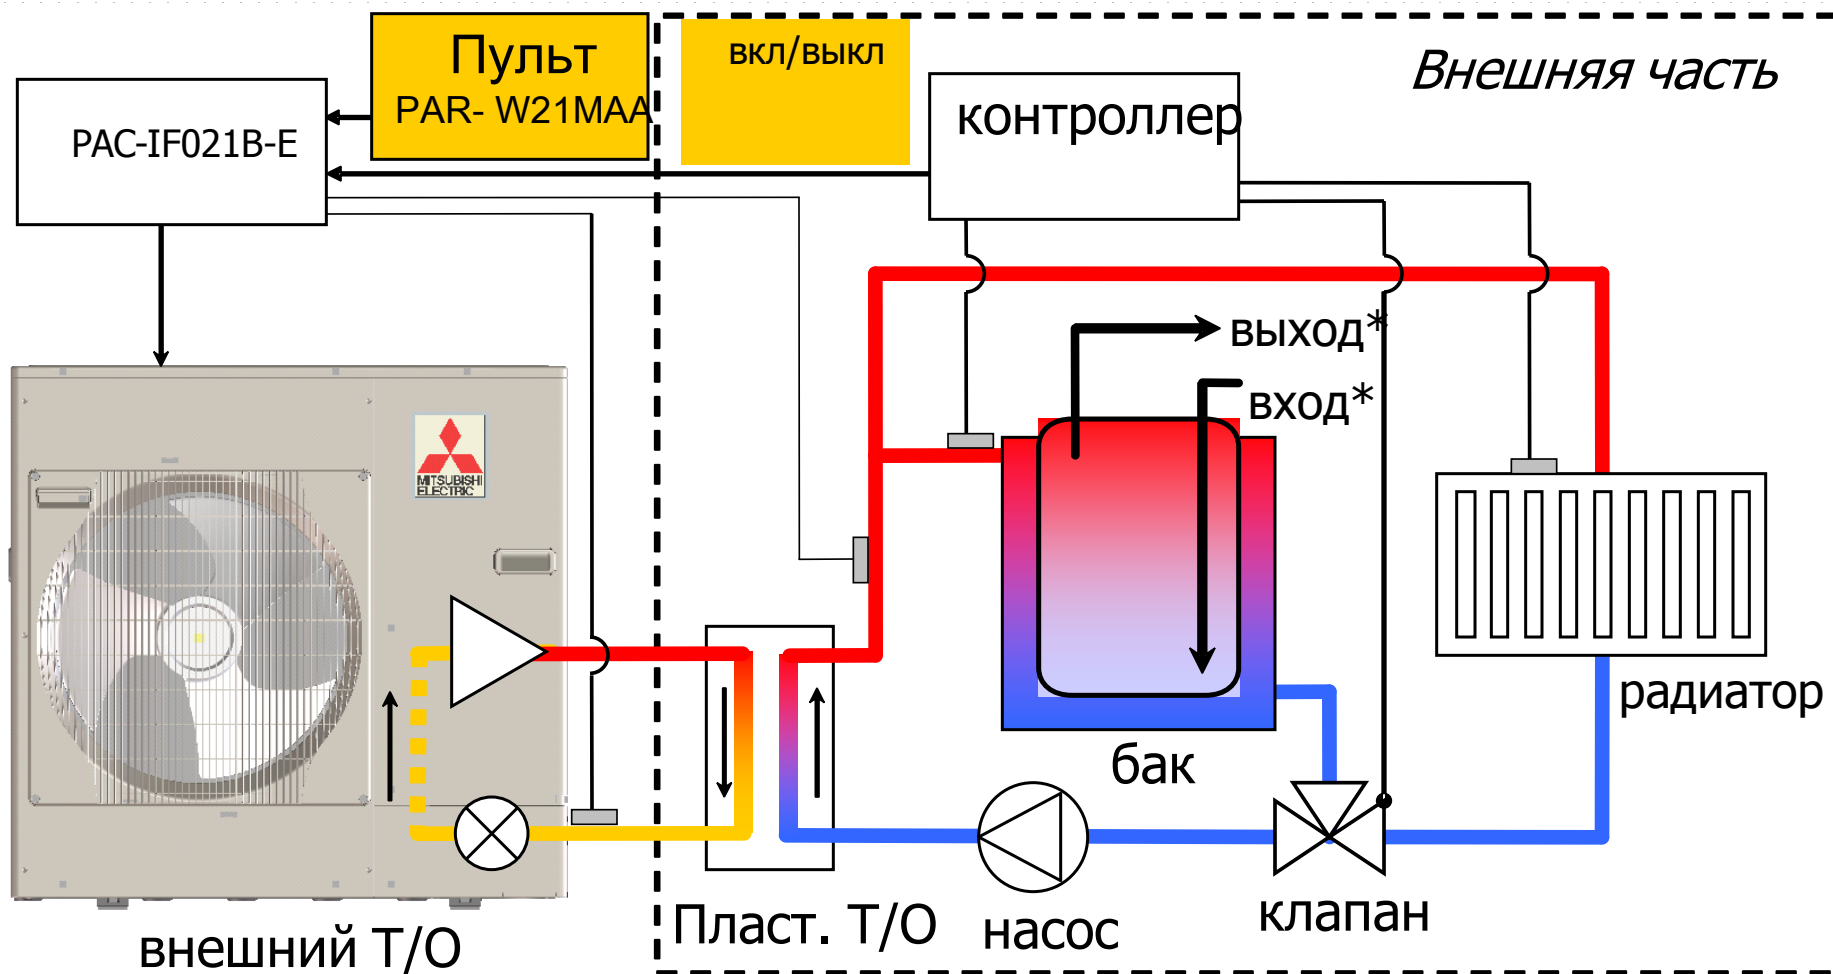 Пульт
PAR- W21MAA
вкл/выкл
Внешняя часть
PAC-IF021B-E
контроллер
выход*
вход*
MITSUBISHI
ELECTRIC
радиатор
бак
клапан
насос
Пласт. Т/О
внешний Т/О